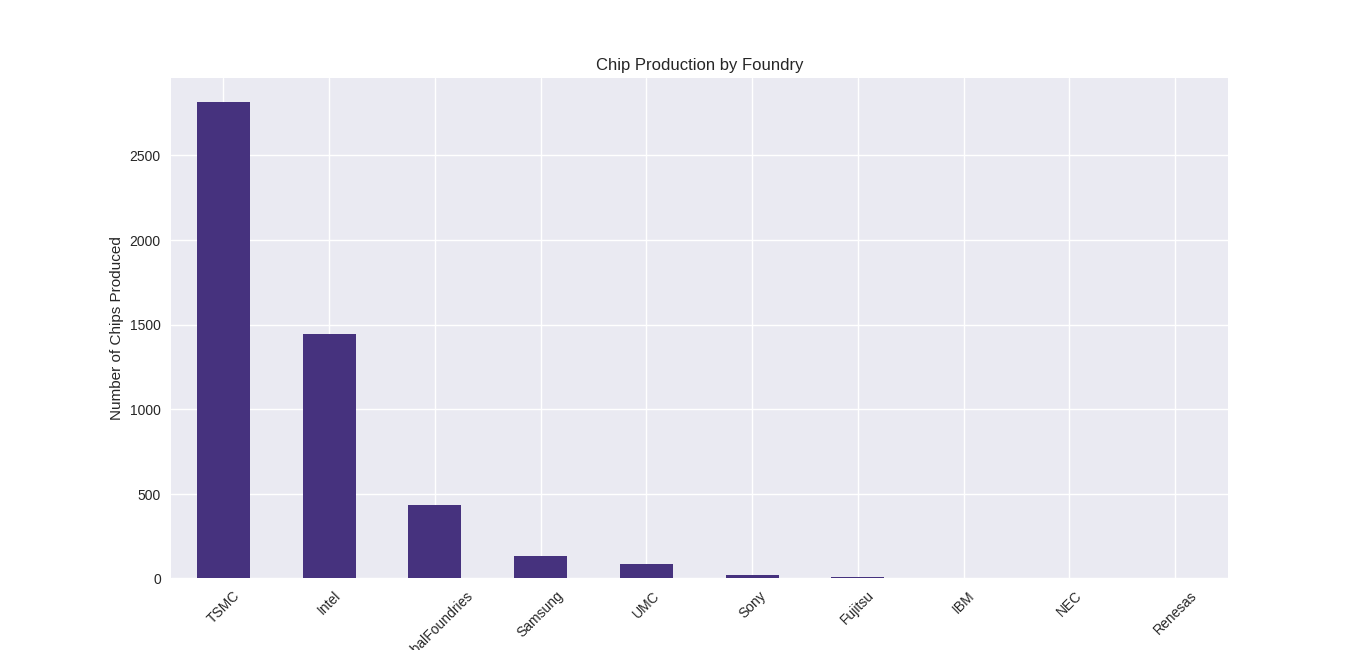 Chip Production by Foundry
Number of Chips Produced
2500
2000
1500
1000
500
0
TSMC
Intel
balFoundries
Samsung
UMC
Sony
Fujitsu
IBM
NEC
Renesas